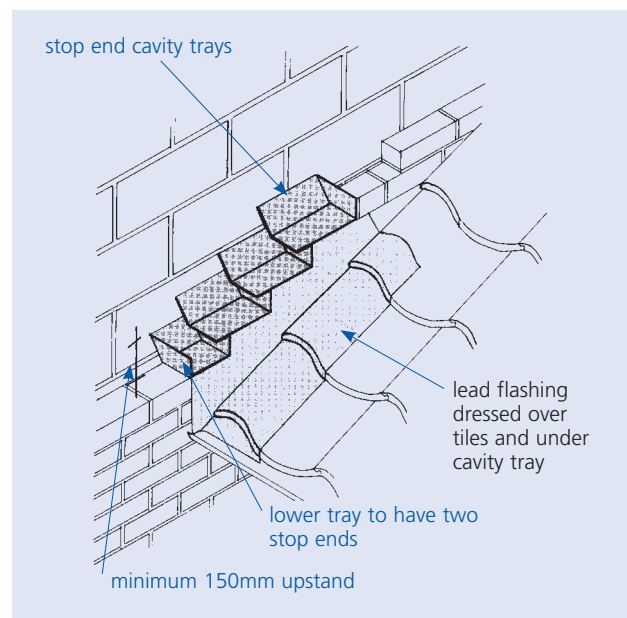 stop end cavity trays
lead flashing
dressed over
tiles and under
cavity tray
lower tray to have two
stop ends
minimum 150mm upstand